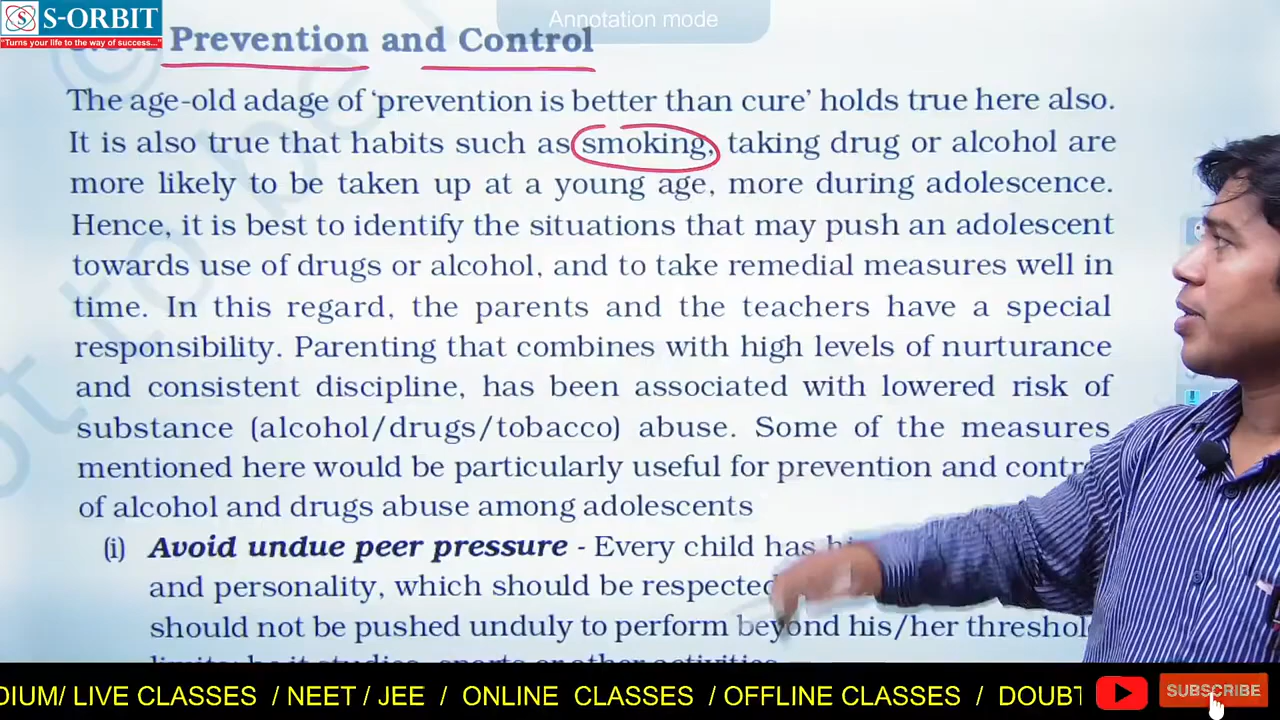 S-ORBIT
"Turns your life to the way of success..."
Annotation mode
Prevention and Control
The age-old adage of ‘prevention is better than cure’ holds true here also.
It is also true that habits such as smoking, taking drug or alcohol are
more likely to be taken up at a young age, more during adolescence.
Hence, it is best to identify the situations that may push an adolescent
towards use of drugs or alcohol, and to take remedial measures well in
time. In this regard, the parents and the teachers have a special
responsibility. Parenting that combines with high levels of nurturance
and consistent discipline, has been associated with lowered risk of
substance (alcohol/drugs/tobacco) abuse. Some of the measures
mentioned here would be particularly useful for prevention and
of alcohol and drugs abuse among adolescents
(i) Avoid undue peer pressure - Every child has
and personality, which should be respected
should not be pushed unduly to perform beyond his/her
/ LIVE CLASSES / NEET / JEE / ONLINE CLASSES / OFFLINE CLASSES / DOUBT
SUBSCRIBE